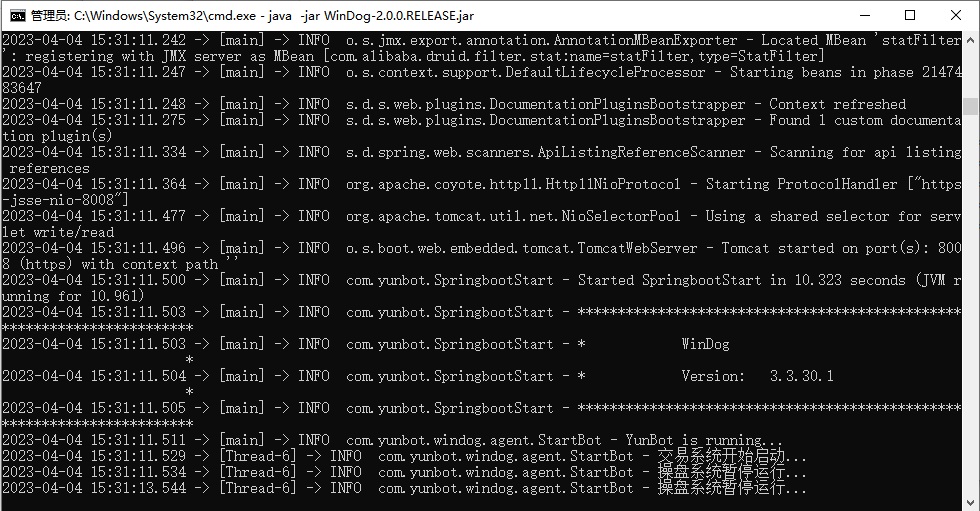 管理员: C:\Windows\System32\cmd.exe - java  -jar WinDog-2.0.0.RELEASE.jar
2023-04-04 15:31:11.242 -> [main] -> INFO  o.s.jmx.export.annotation.AnnotationMBeanExporter - Located MBean 'statFilter
': registering with JMX server as MBean [com.alibaba.druid.filter.stat:name=statFilter,type=StatFilter]
2023-04-04 15:31:11.247 -> [main] -> INFO  o.s.context.support.DefaultLifecycleProcessor - Starting beans in phase 21474
83647
2023-04-04 15:31:11.248 -> [main] -> INFO  s.d.s.web.plugins.DocumentationPluginsBootstrapper - Context refreshed
2023-04-04 15:31:11.275 -> [main] -> INFO  s.d.s.web.plugins.DocumentationPluginsBootstrapper - Found 1 custom documenta
tion plugin(s)
2023-04-04 15:31:11.334 -> [main] -> INFO  s.d.spring.web.scanners.ApiListingReferenceScanner - Scanning for api listing
 references
2023-04-04 15:31:11.364 -> [main] -> INFO  org.apache.coyote.http11.Http11NioProtocol - Starting ProtocolHandler ["https
-jsse-nio-8008"]
2023-04-04 15:31:11.477 -> [main] -> INFO  org.apache.tomcat.util.net.NioSelectorPool - Using a shared selector for serv
let write/read
2023-04-04 15:31:11.496 -> [main] -> INFO  o.s.boot.web.embedded.tomcat.TomcatWebServer - Tomcat started on port(s): 800
8 (https) with context path ''
2023-04-04 15:31:11.500 -> [main] -> INFO  com.yunbot.SpringbootStart - Started SpringbootStart in 10.323 seconds (JVM r
unning for 10.961)
2023-04-04 15:31:11.503 -> [main] -> INFO  com.yunbot.SpringbootStart - ************************************************
************************
2023-04-04 15:31:11.503 -> [main] -> INFO  com.yunbot.SpringbootStart - *            WinDog
                       *
2023-04-04 15:31:11.504 -> [main] -> INFO  com.yunbot.SpringbootStart - *            Version:   3.3.30.1
                       *
2023-04-04 15:31:11.505 -> [main] -> INFO  com.yunbot.SpringbootStart - ************************************************
************************
2023-04-04 15:31:11.511 -> [main] -> INFO  com.yunbot.windog.agent.StartBot - YunBot is running...
2023-04-04 15:31:11.529 -> [Thread-6] -> INFO  com.yunbot.windog.agent.StartBot - 交易系统开始启动...
2023-04-04 15:31:11.534 -> [Thread-6] -> INFO  com.yunbot.windog.agent.StartBot - 操盘系统暂停运行...
2023-04-04 15:31:13.544 -> [Thread-6] -> INFO  com.yunbot.windog.agent.StartBot - 操盘系统暂停运行...